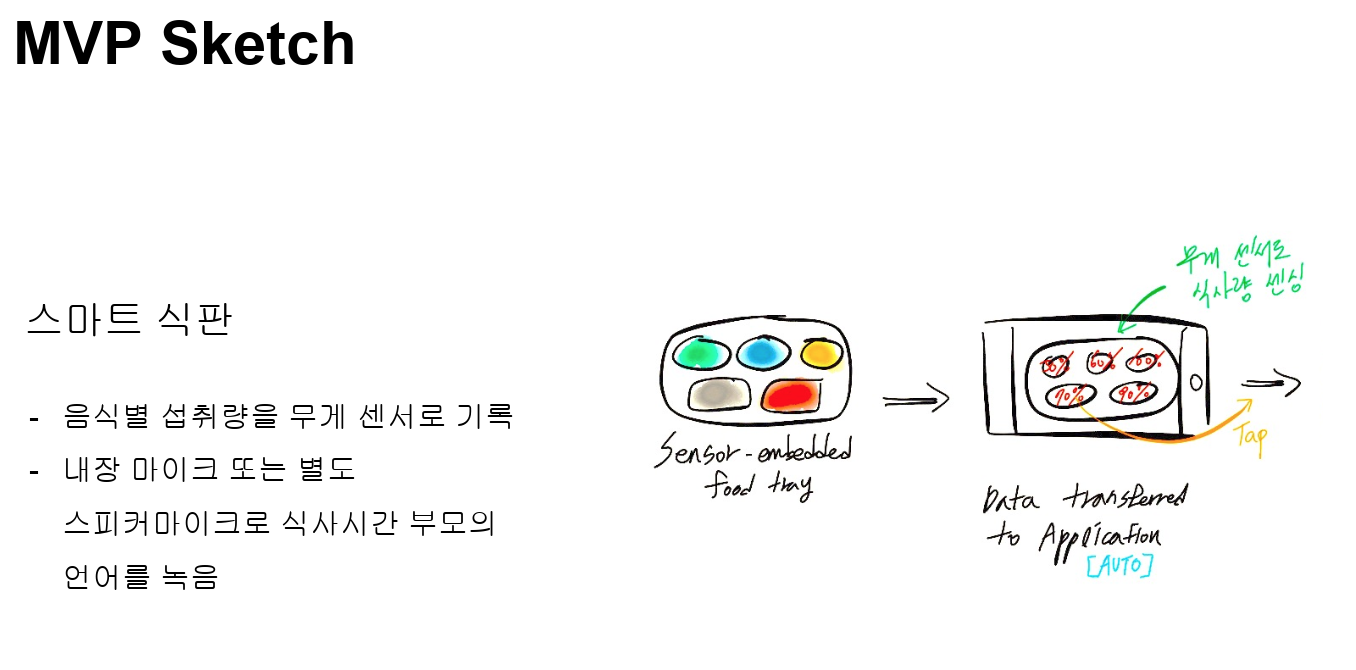 MVP Sketch
스마트 식판
- 음식별 섭취량을 무게 센서로 기록
- 내장 마이크 또는 별도
스피커마이크로 식사시간 부모의
언어를 녹음
Sensor-embedded
food tray
무게 센서로
식사량 센싱
60% 100%
70% 90%
Tap
Data transferred
to Application
[AUTO]